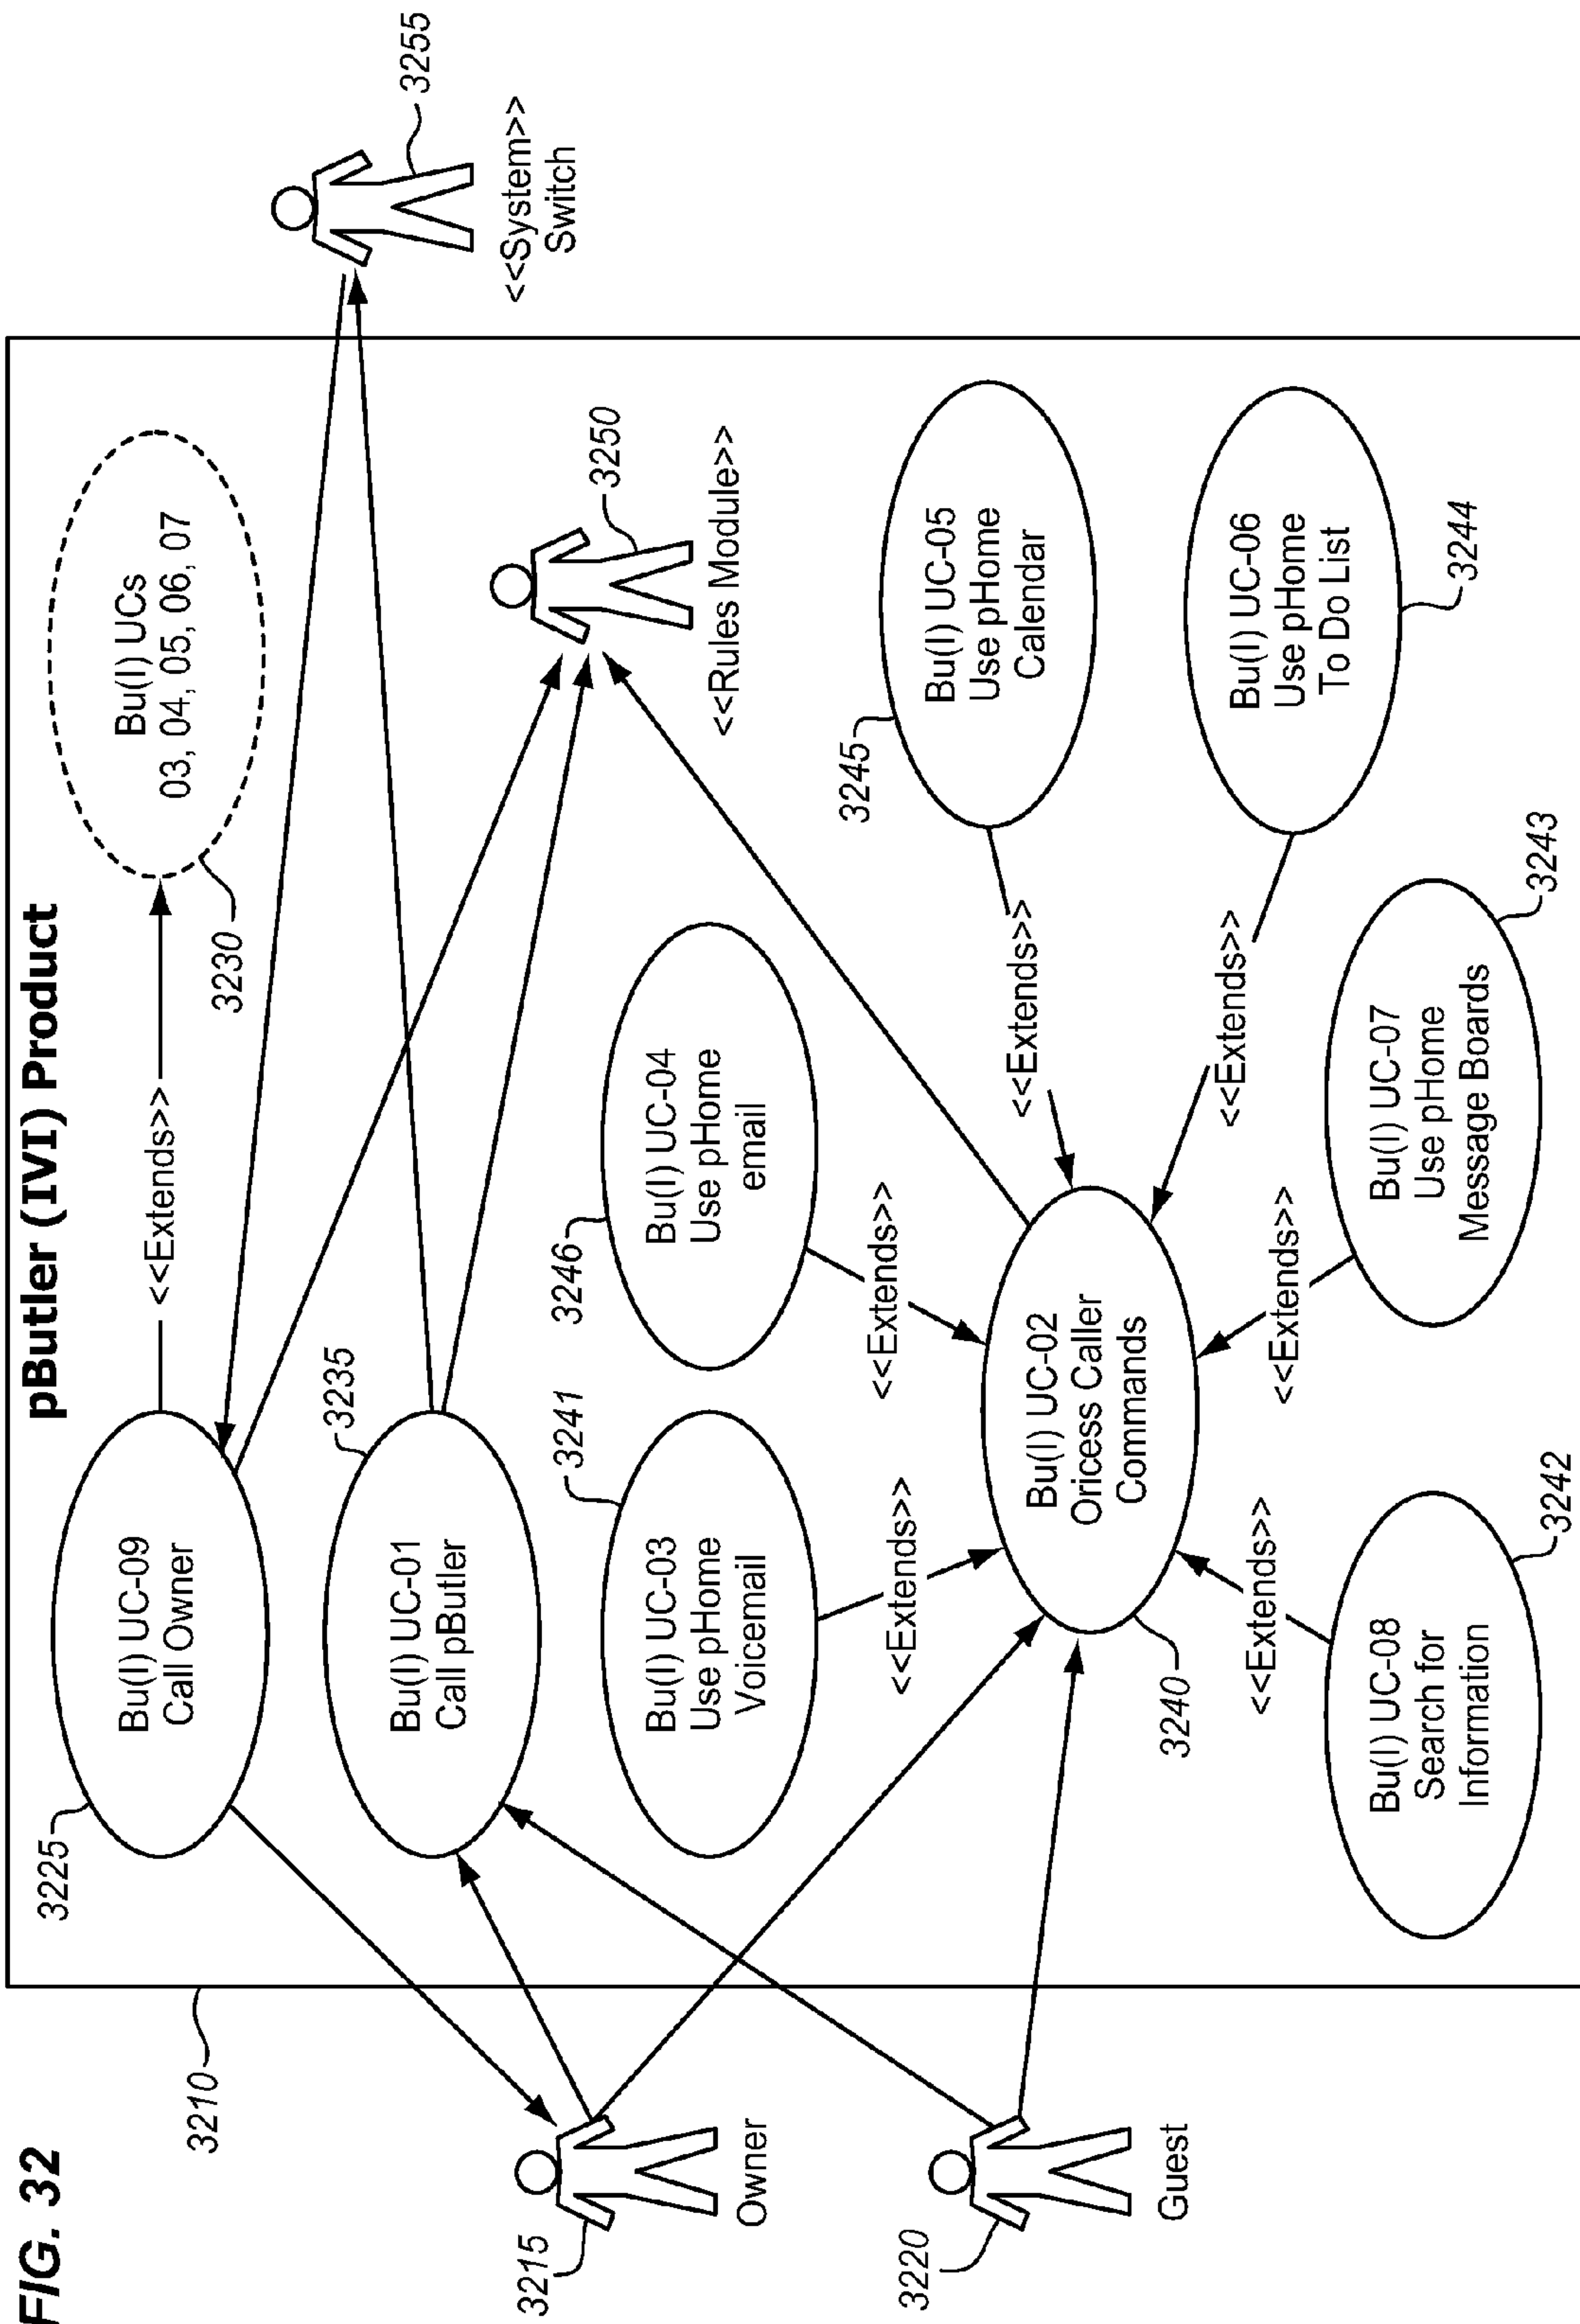 FIG. 32
pButler (IVI) Product
3210
3225
Bu(I) UC-09
Call Owner
<<Extends>>
3230
Bu(I) UCs
03, 04, 05, 06, 07
3255
<<System>>
Switch
3235
Bu(I) UC-01
Call pButler
3250
<<Rules Module>>
3215
Owner
3241
Bu(I) UC-03
Use pHome
Voicemail
3246
Bu(I) UC-04
Use pHome
email
<<Extends>>
<<Extends>>
3245
Bu(I) UC-05
Use pHome
Calendar
<<Extends>>
3220
Guest
3240
Bu(I) UC-02
Oricess Caller
Commands
<<Extends>>
Bu(I) UC-06
Use pHome
To Do List
3244
<<Extends>>
<<Extends>>
Bu(I) UC-08
Search for
Information
3242
Bu(I) UC-07
Use pHome
Message Boards
3243